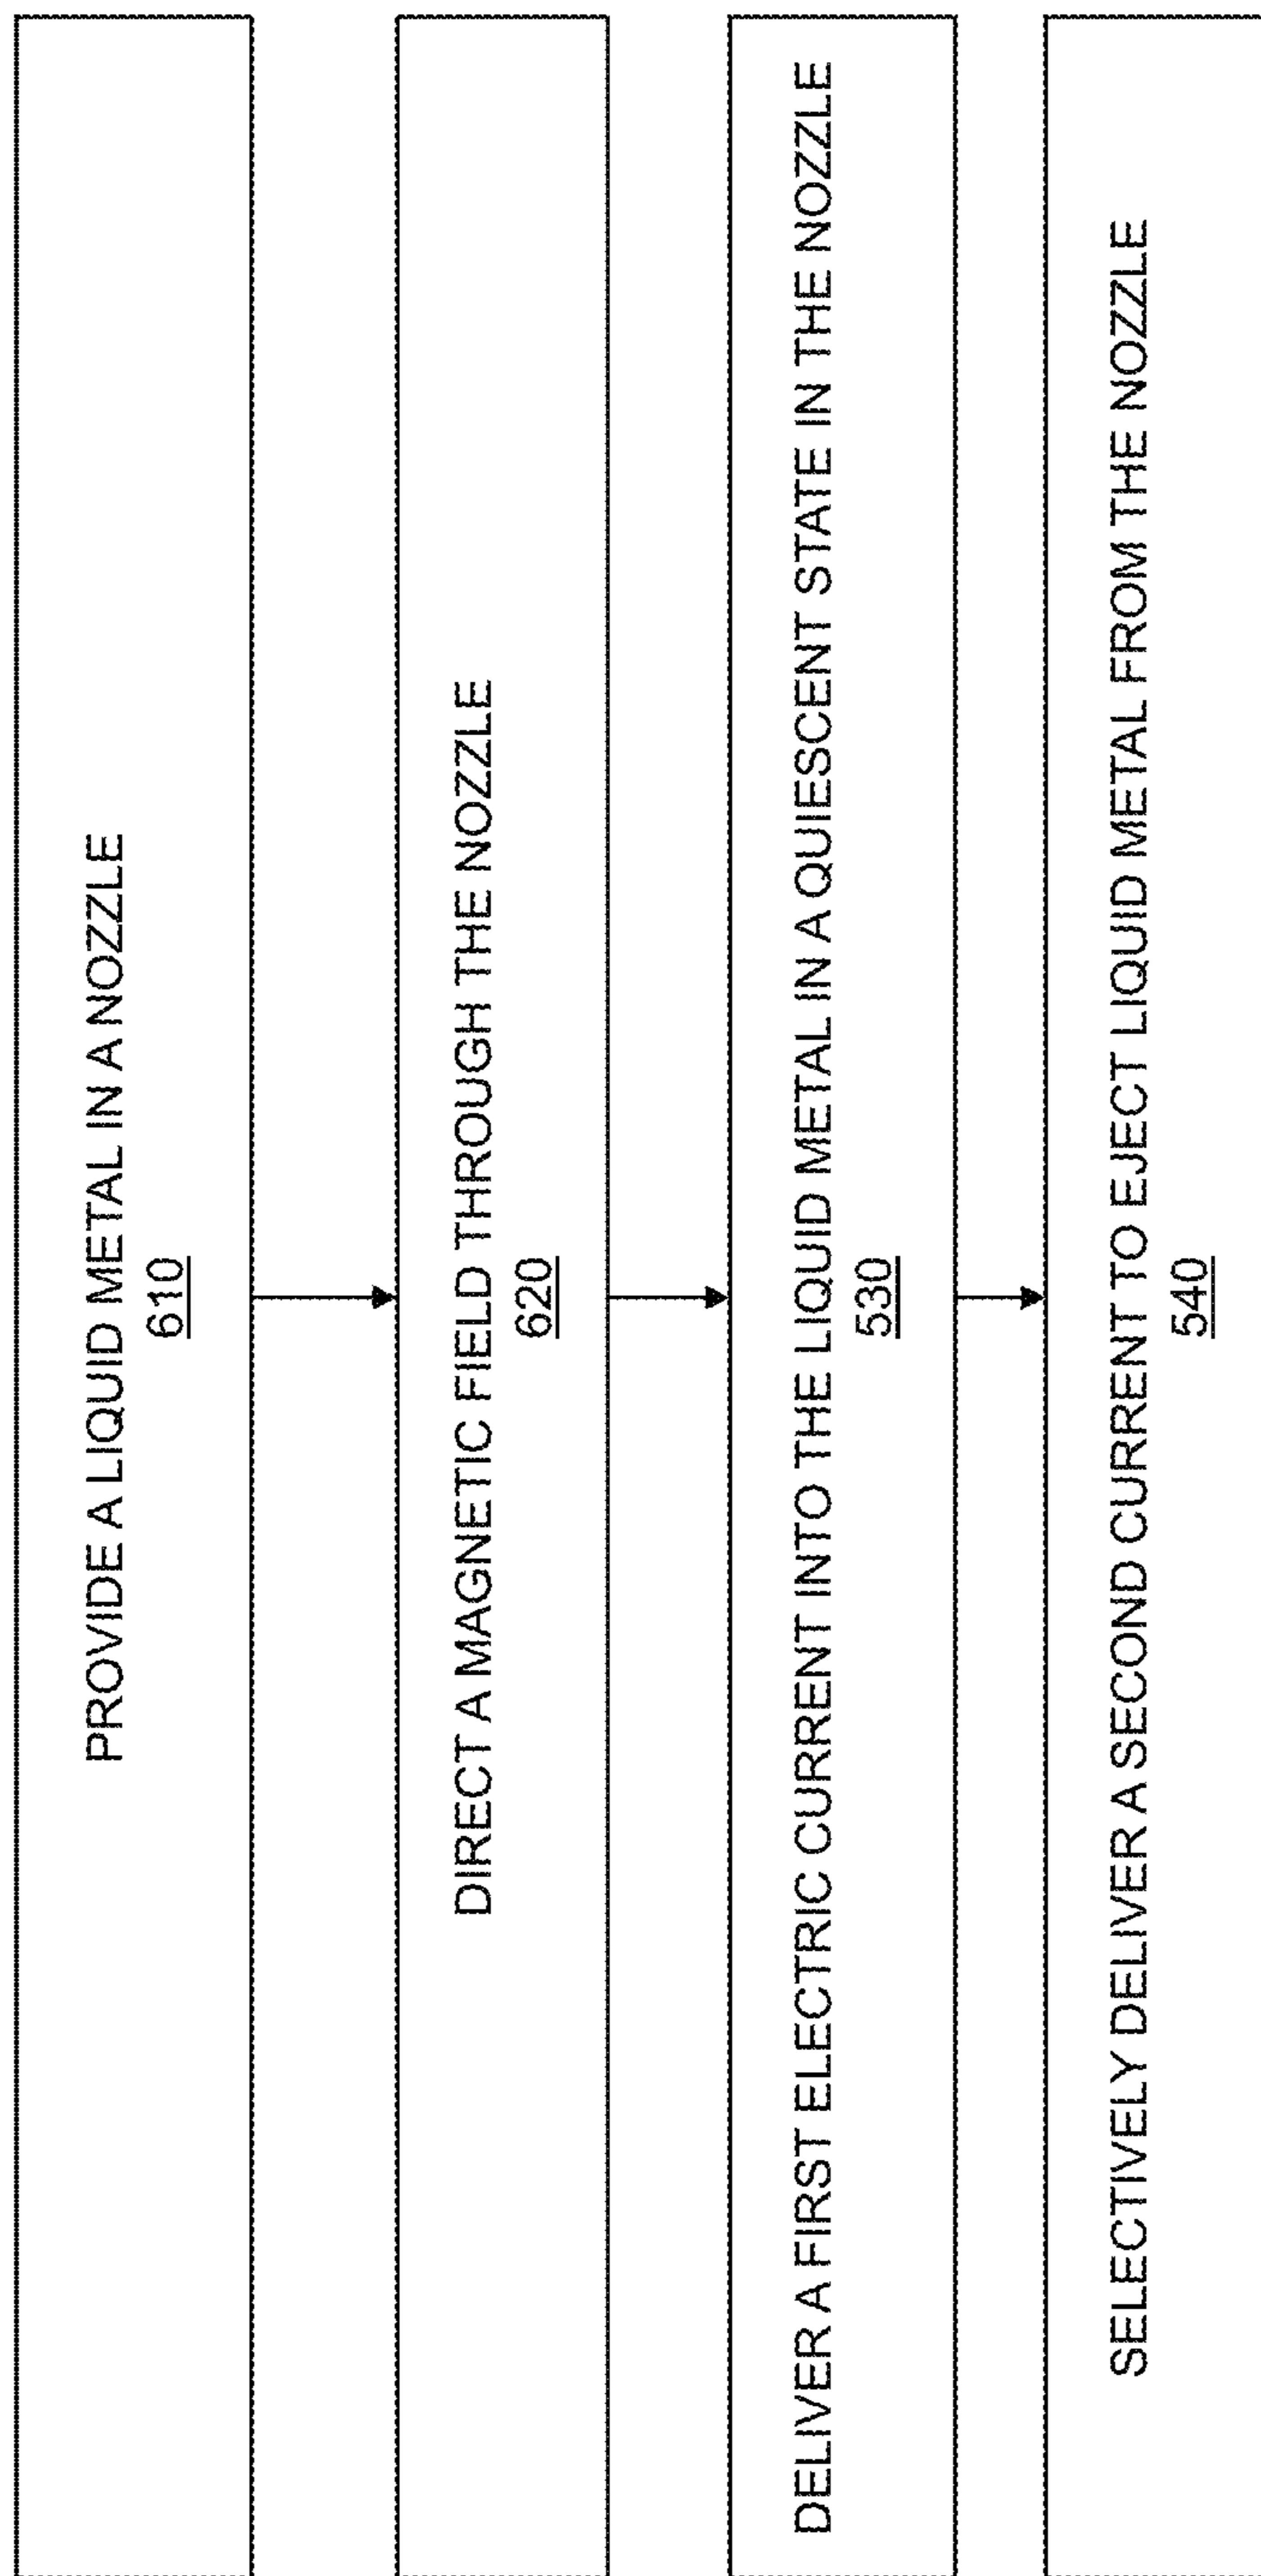 PROVIDE A LIQUID METAL IN A NOZZLE
610
DIRECT A MAGNETIC FIELD THROUGH THE NOZZLE
620
DELIVER A FIRST ELECTRIC CURRENT INTO THE LIQUID METAL IN A QUIESCENT STATE IN THE NOZZLE
530
SELECTIVELY DELIVER A SECOND CURRENT TO EJECT LIQUID METAL FROM THE NOZZLE
540